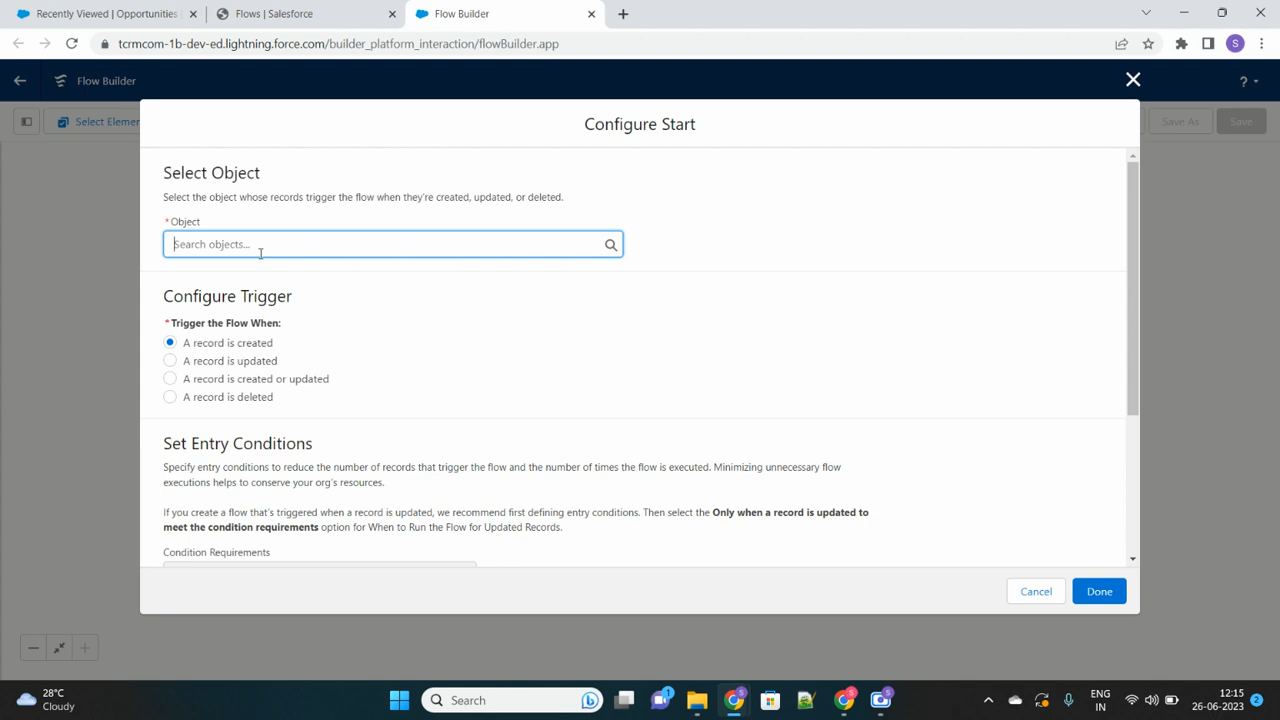 Recently Viewed | Opportunities
Flows | Salesforce
Flow Builder
tcrmcom-1b-dev-ed.lightning.force.com/builder_platform_interaction/flowBuilder.app
S
Flow Builder
?
Select Elemen
Save As
Save
Configure Start
Select Object
Select the object whose records trigger the flow when they're created, updated, or deleted.
* Object
Search objects...
Configure Trigger
* Trigger the Flow When:
A record is created
A record is updated
A record is created or updated
A record is deleted
Set Entry Conditions
Specify entry conditions to reduce the number of records that trigger the flow and the number of times the flow is executed. Minimizing unnecessary flow
executions helps to conserve your org's resources.
If you create a flow that's triggered when a record is updated, we recommend first defining entry conditions. Then select the Only when a record is updated to
meet the condition requirements option for When to Run the Flow for Updated Records.
Condition Requirements
Cancel
Done
28°C
Cloudy
Search
ENG
IN
12:15
26-06-2023